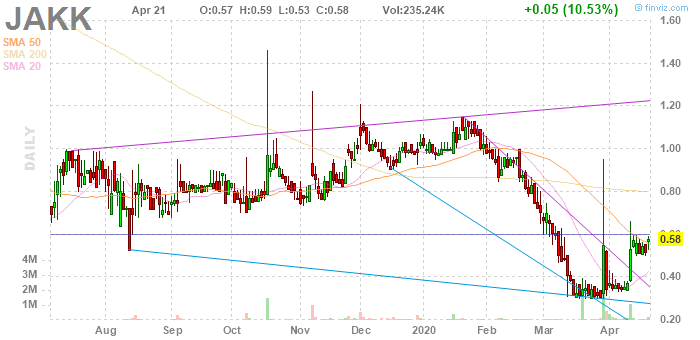 JAKK
Apr 21 O:0.57 H:0.59 L:0.53 C:0.58 Vol:235.24K +0.05 (10.53%)
© finviz.com
SMA 50
SMA 200
SMA 20
DAILY
1.60
1.40
1.20
1.00
0.80
0.58
0.40
0.20
4M
3M
2M
1M
Aug Sep Oct Nov Dec 2020 Feb Mar Apr